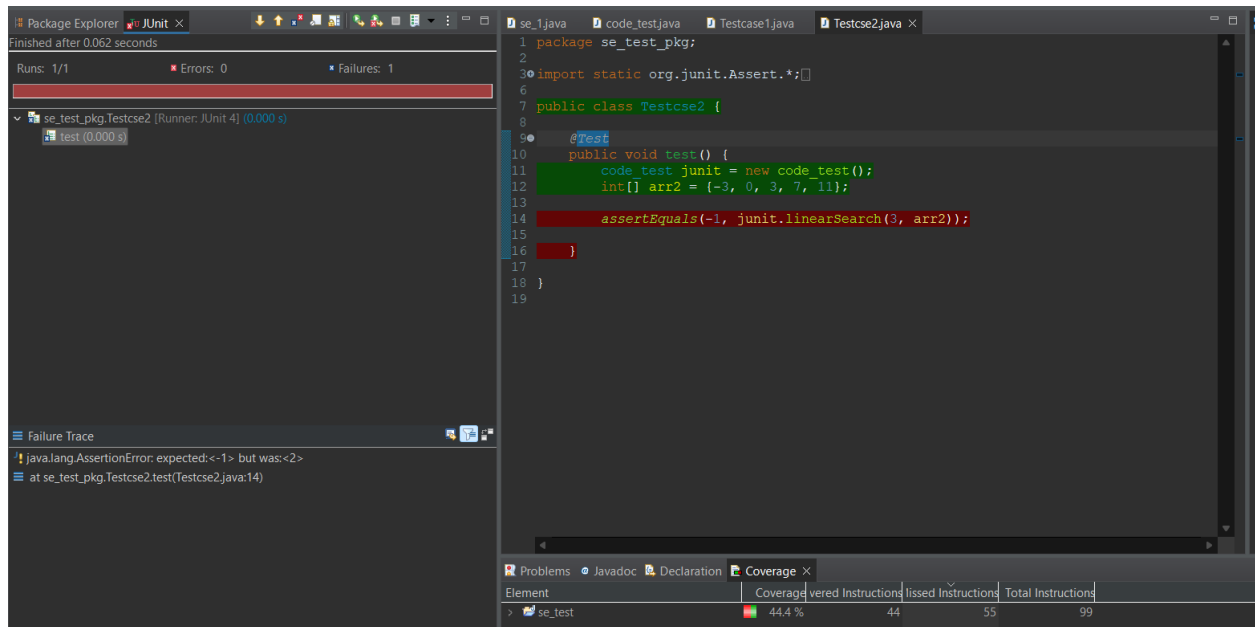 Package Explorer JUnit
Finished after 0.062 seconds
Runs: 1/1 Errors: 0 Failures: 1
se_test_pkg.Testcse2 [Runner: JUnit 4] (0.000 s)
test (0.000 s)
Failure Trace
java.lang.AssertionError: expected:<-1> but was:<2>
at se_test_pkg.Testcse2.test(Testcse2.java:14)
se_1.java code_test.java Testcase1.java Testcse2.java
1 package se_test_pkg;
2
3 import static org.junit.Assert.*;
6
7 public class Testcse2 {
8
9 @Test
10 public void test() {
11 code_test junit = new code_test();
12 int[] arr2 = {-3, 0, 3, 7, 11};
13
14 assertEquals(-1, junit.linearSearch(3, arr2));
15
16 }
17
18 }
19
Problems Javadoc Declaration Coverage
Element Coverage vered Instructions lissed Instructions Total Instructions
se_test 44.4 % 44 55 99